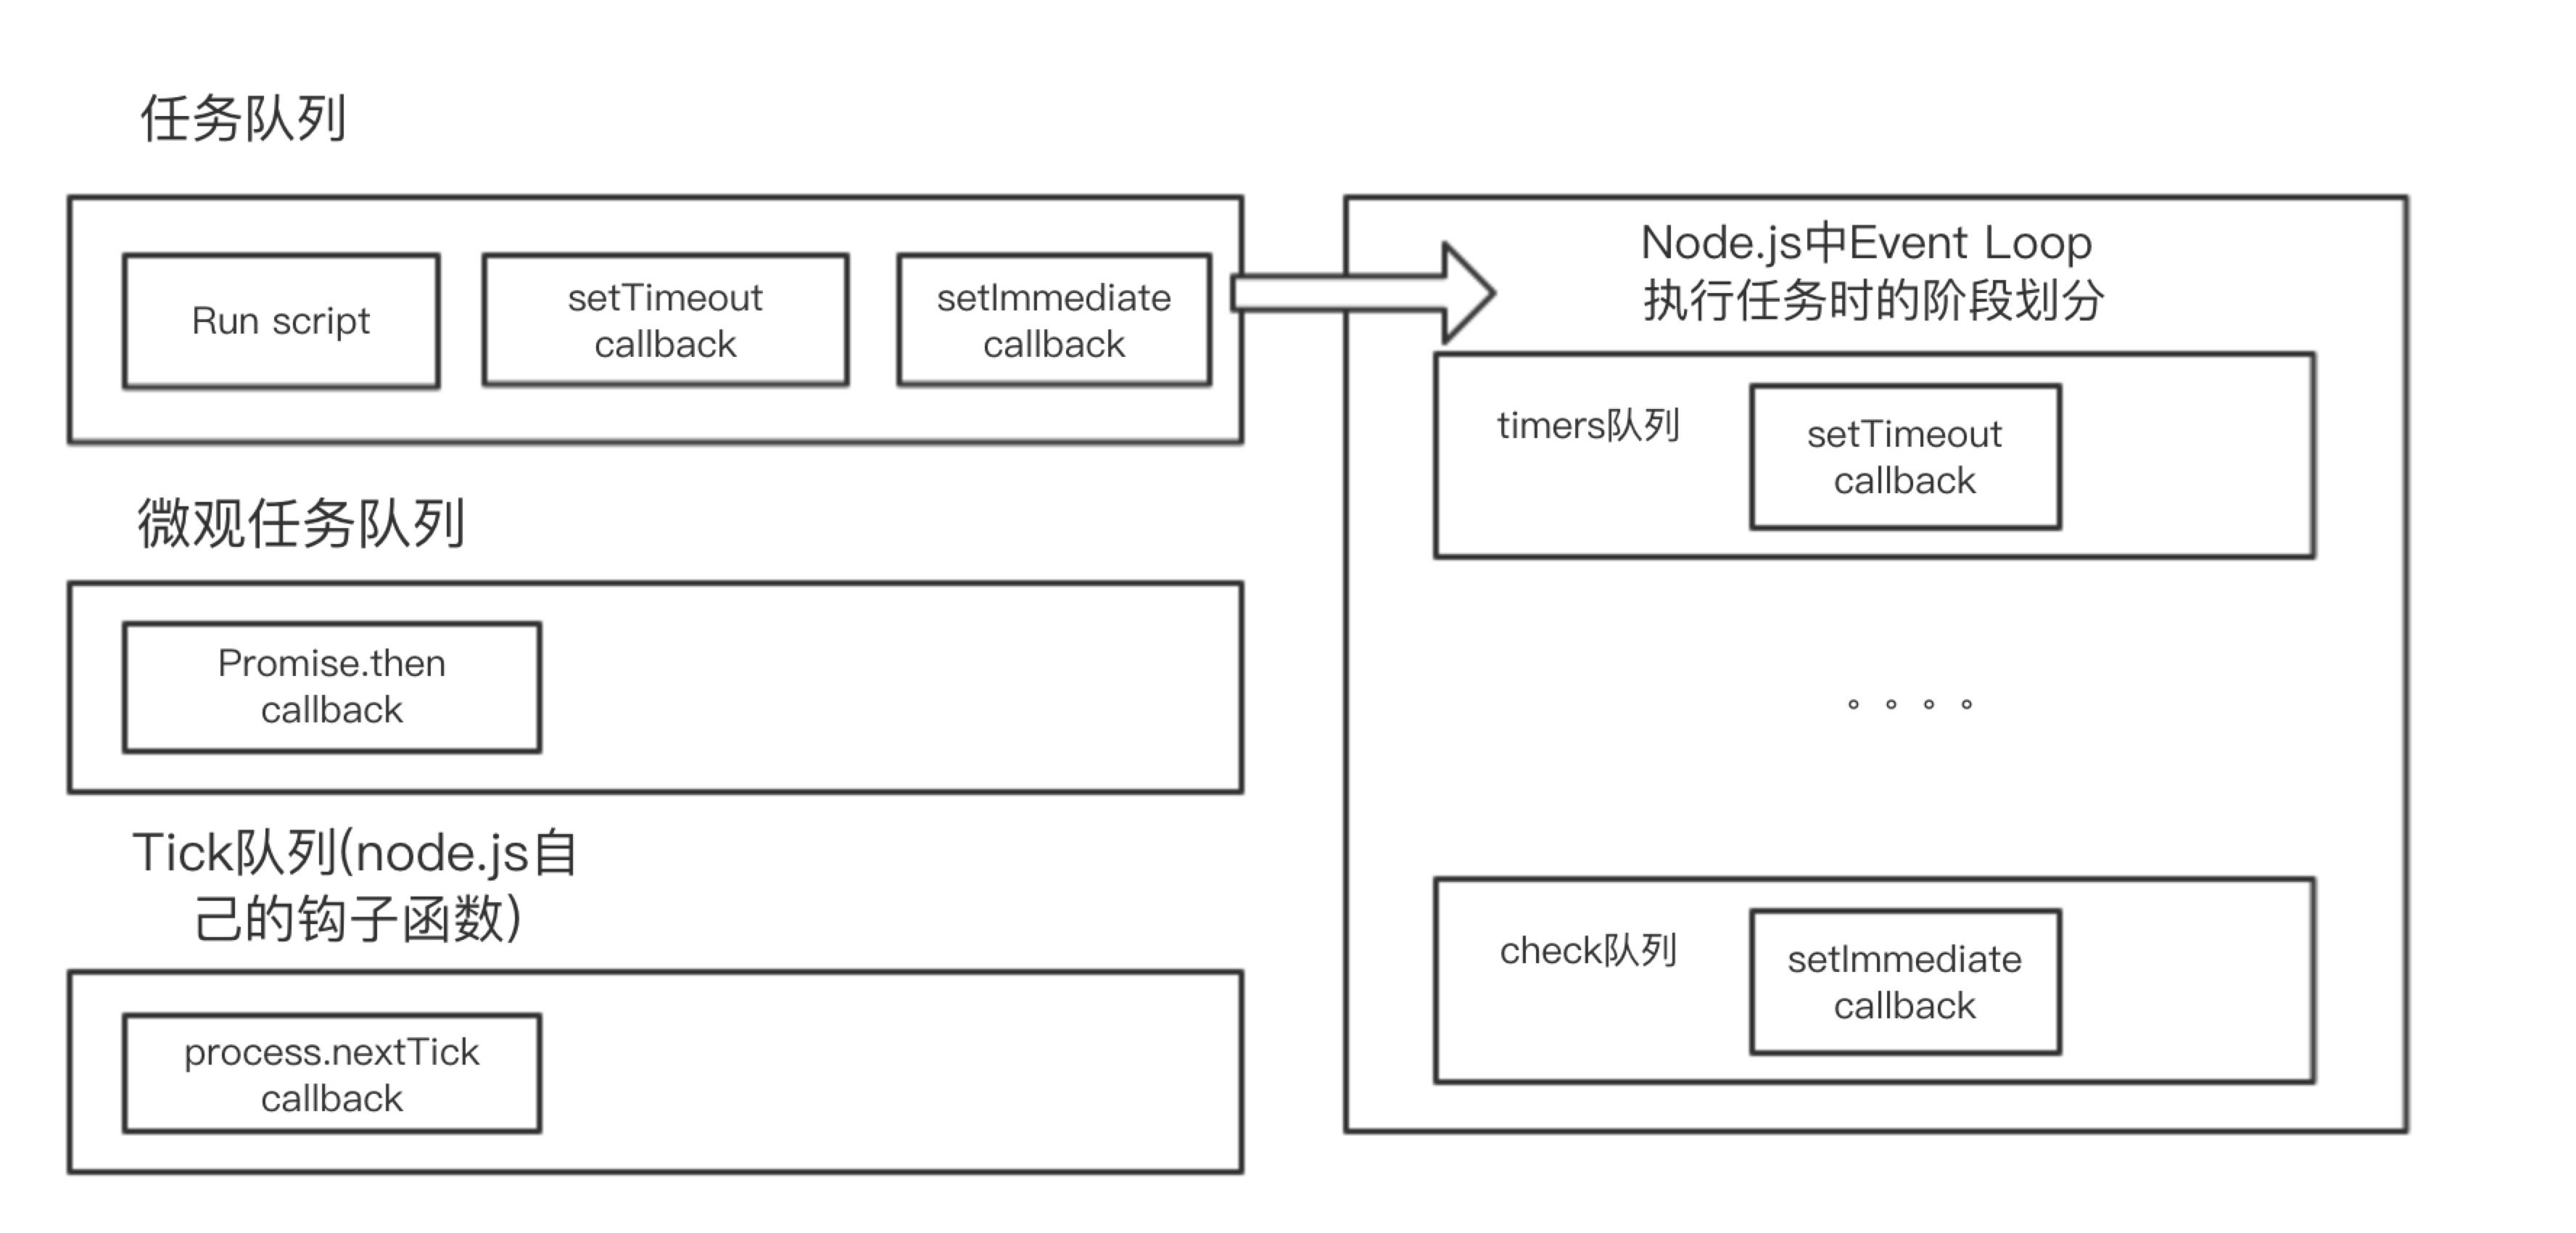 任务队列
Run script
setTimeout
callback
setImmediate
callback
微观任务队列
Promise.then
callback
Tick队列(node.js自
己的钩子函数)
process.nextTick
callback
Node.js中Event Loop
执行任务时的阶段划分
timers队列
setTimeout
callback
。。。。
check队列
setImmediate
callback